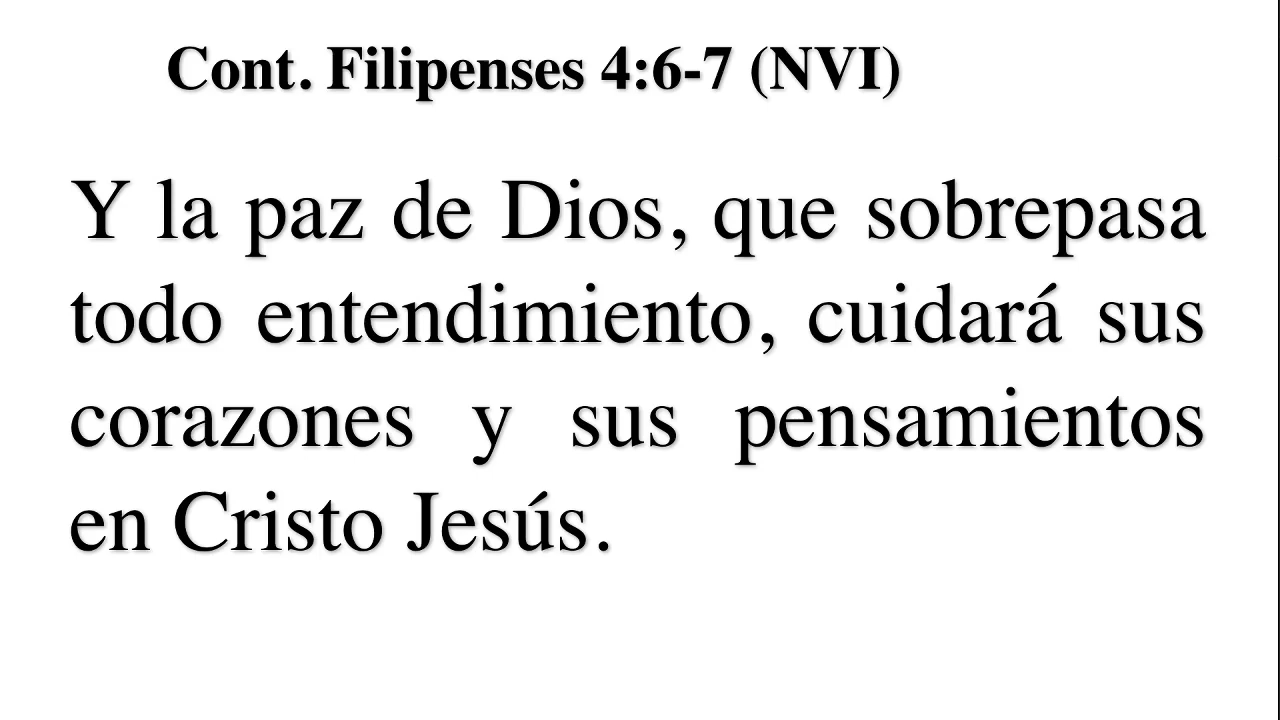 Cont. Filipenses 4:6-7 (NVI)
Y la paz de Dios, que sobrepasa
todo entendimiento, cuidará sus
corazones y sus pensamientos
en Cristo Jesús.